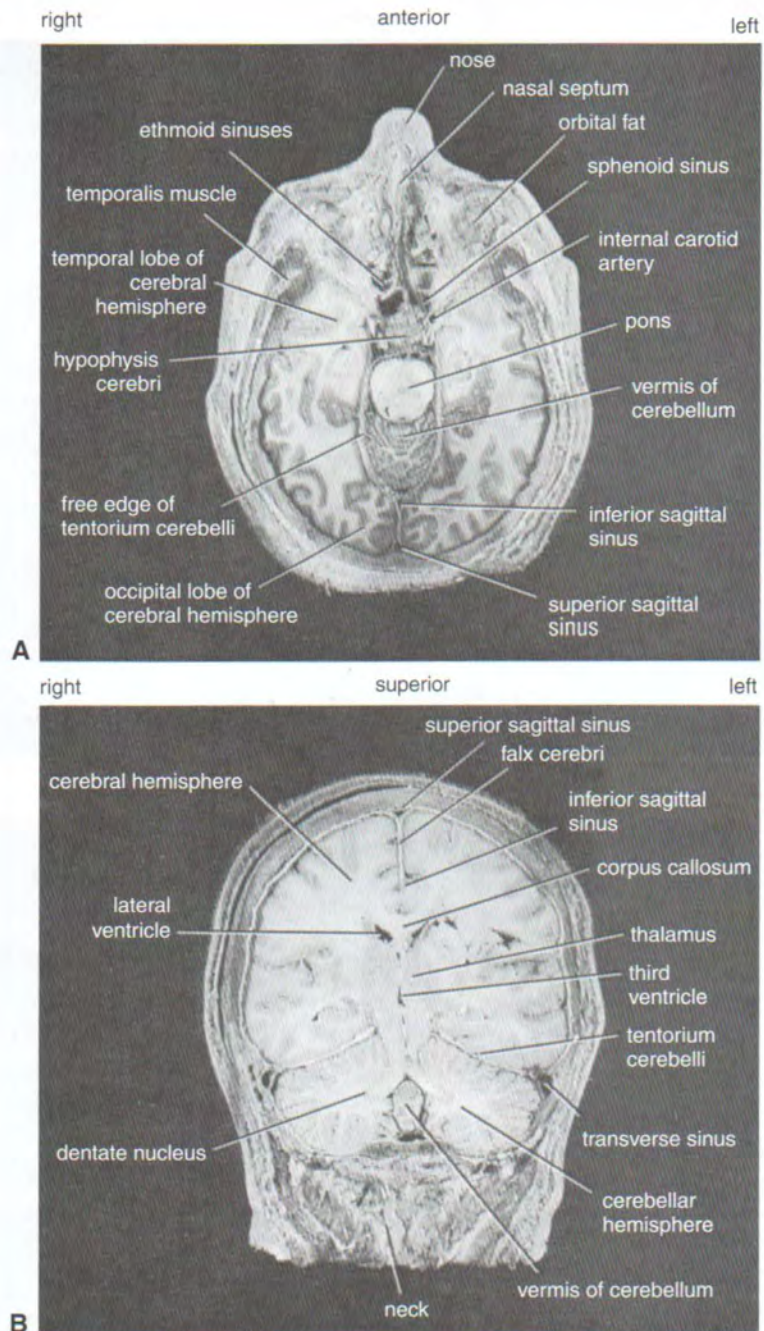 right
anterior
left
nose
nasal septum
ethmoid sinuses
orbital fat
sphenoid sinus
temporalis muscle
internal carotid
artery
temporal lobe of
cerebral
hemisphere
pons
hypophysis
cerebri
vermis of
cerebellum
free edge of
tentorium cerebelli
inferior sagittal
sinus
occipital lobe of
cerebral hemisphere
superior sagittal
sinus
A
right
superior
left
superior sagittal sinus
falx cerebri
cerebral hemisphere
inferior sagittal
sinus
corpus callosum
lateral
ventricle
thalamus
third
ventricle
tentorium
cerebelli
transverse sinus
dentate nucleus
cerebellar
hemisphere
vermis of cerebellum
neck
B